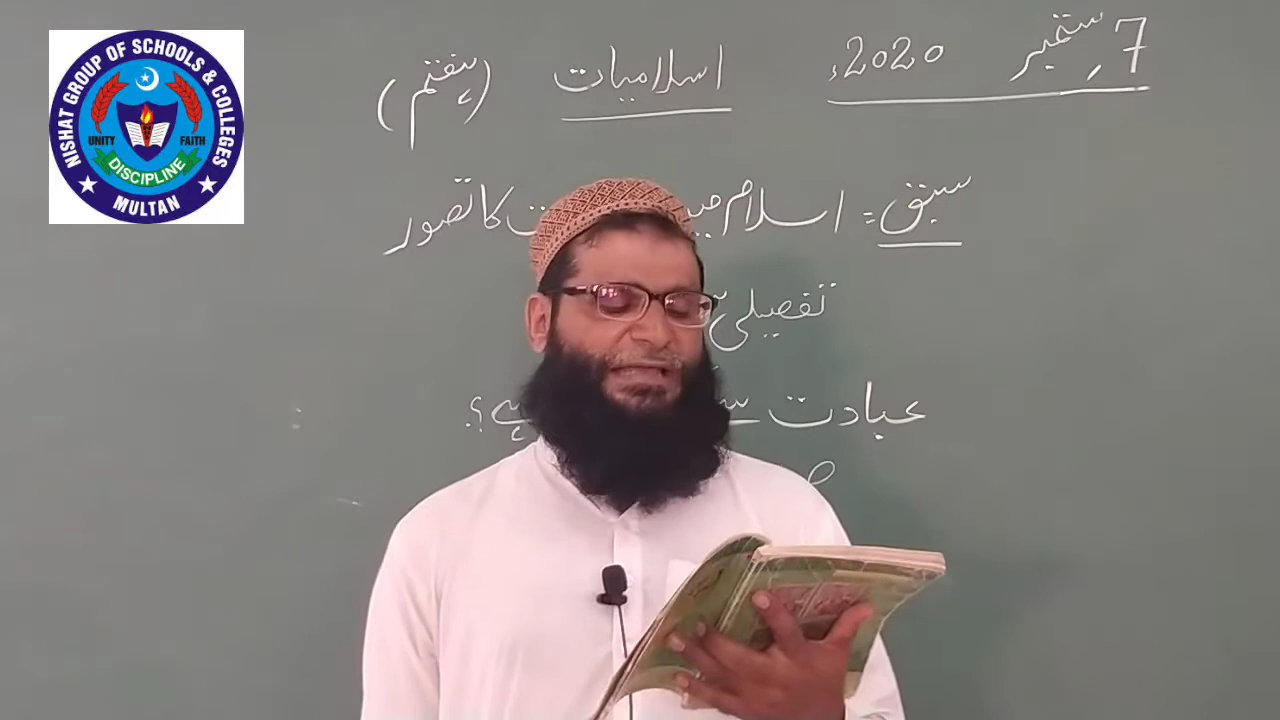 NISHAT GROUP OF SCHOOLS & COLLEGES
UNITY FAITH
DISCIPLINE
MULTAN
7 ستمبر 2020ء اسلامیات (ہفتم)
سبق = اسلام میں کا تصور
تفصیلی
عبادت ہے؟